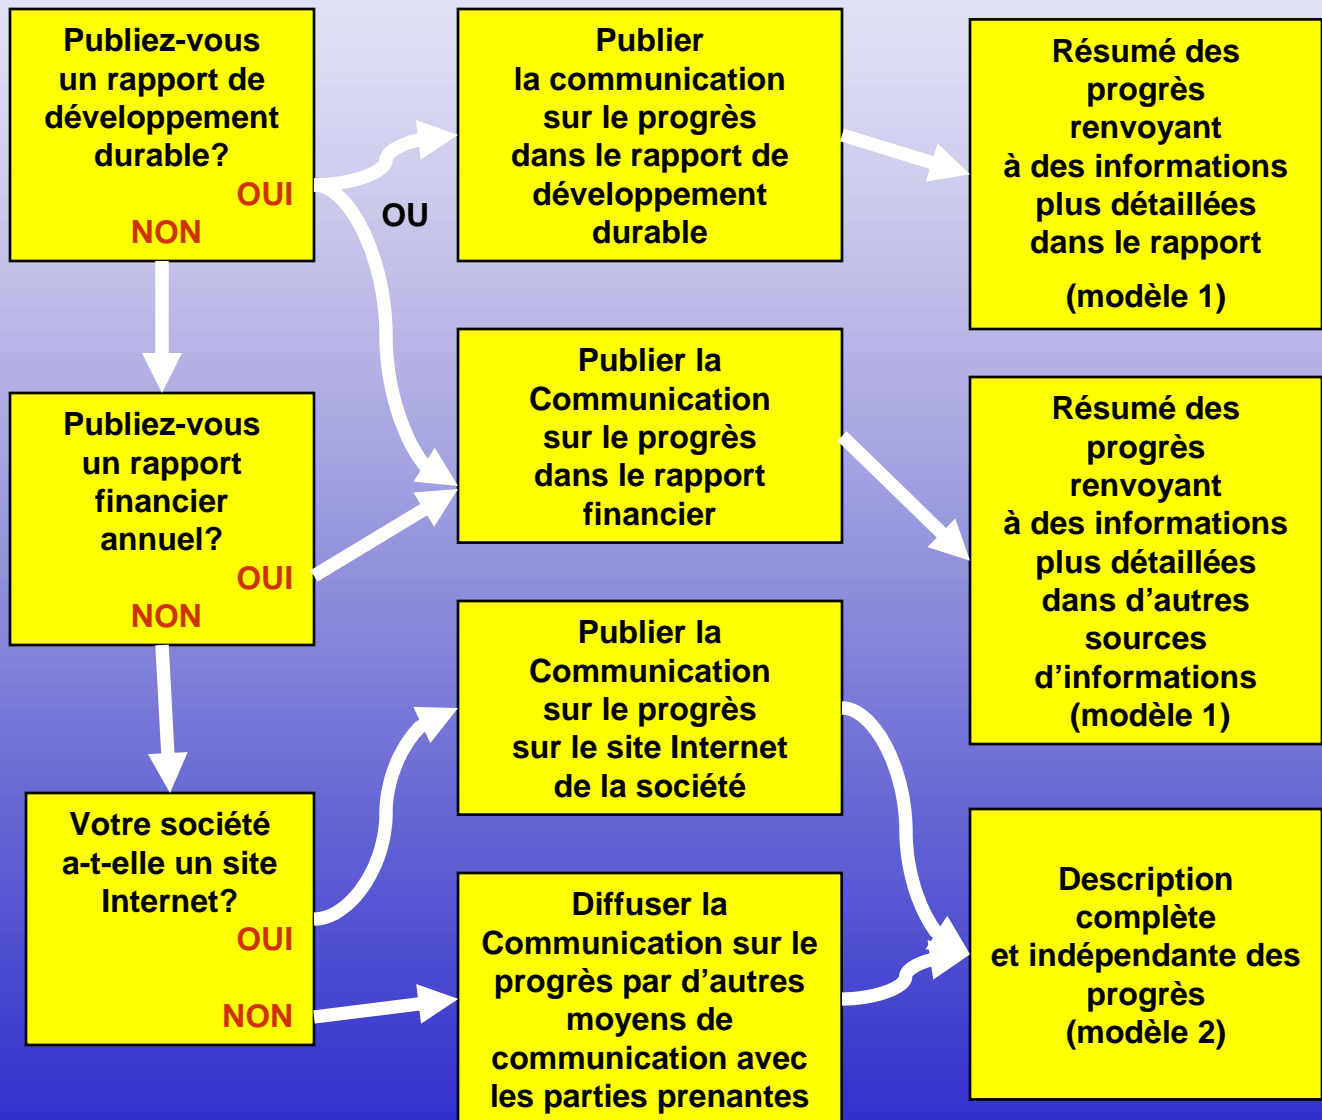 Publiez-vous
un rapport de
développement
durable?
OUI
NON
OU
Publier
la communication
sur le progrès
dans le rapport de
développement
durable
Résumé des
progrès
renvoyant
à des informations
plus détaillées
dans le rapport
(modèle 1)
Publiez-vous
un rapport
financier
annuel?
OUI
NON
Publier la
Communication
sur le progrès
dans le rapport
financier
Résumé des
progrès
renvoyant
à des informations
plus détaillées
dans d'autres
sources
d'informations
(modèle 1)
Votre société
a-t-elle un site
Internet?
OUI
NON
Publier la
Communication
sur le progrès
sur le site Internet
de la société
Diffuser la
Communication sur le
progrès par d'autres
moyens de
communication avec
les parties prenantes
Description
complète
et indépendante des
progrès
(modèle 2)